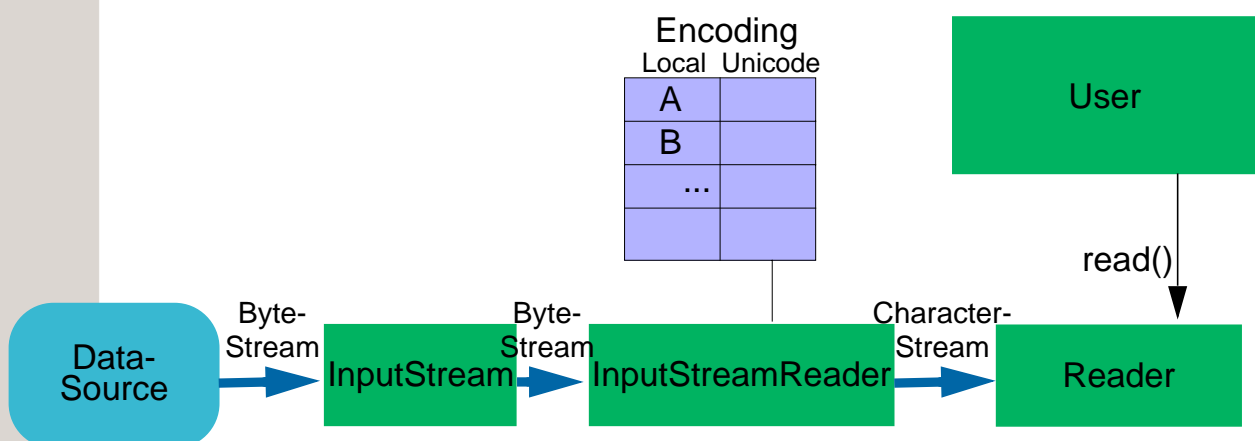 Encoding
Local Unicode
A
B
...
User
read()
Data-
Source
Byte-
Stream
InputStream
Byte-
Stream
InputStreamReader
Character-
Stream
Reader